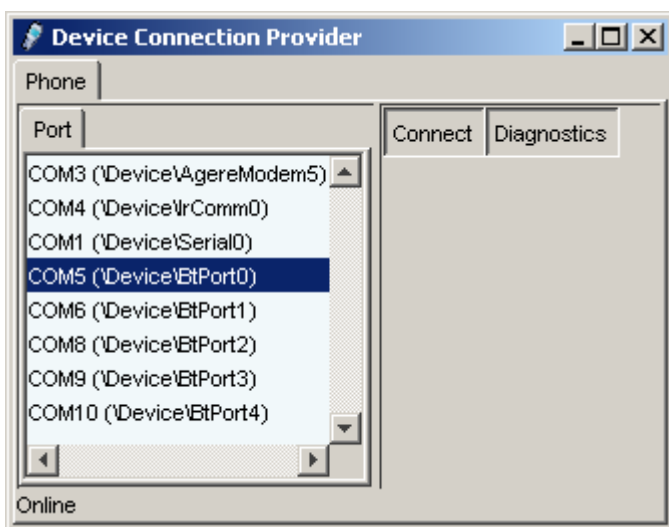 Device Connection Provider
Phone
Port
Connect Diagnostics
COM3 (\Device\AgereModem5)
COM4 (\Device\IrComm0)
COM1 (\Device\Serial0)
COM5 (\Device\BtPort0)
COM6 (\Device\BtPort1)
COM8 (\Device\BtPort2)
COM9 (\Device\BtPort3)
COM10 (\Device\BtPort4)
Online